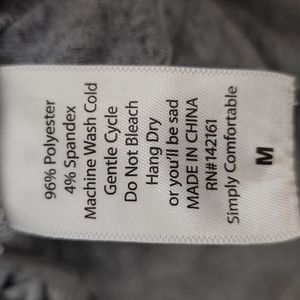 96% Polyester
4% Spandex
Machine Wash Cold
Gentle Cycle
Do Not Bleach
Hang Dry
or you'll be sad
MADE IN CHINA
RN#142161
Simply Comfortable
M